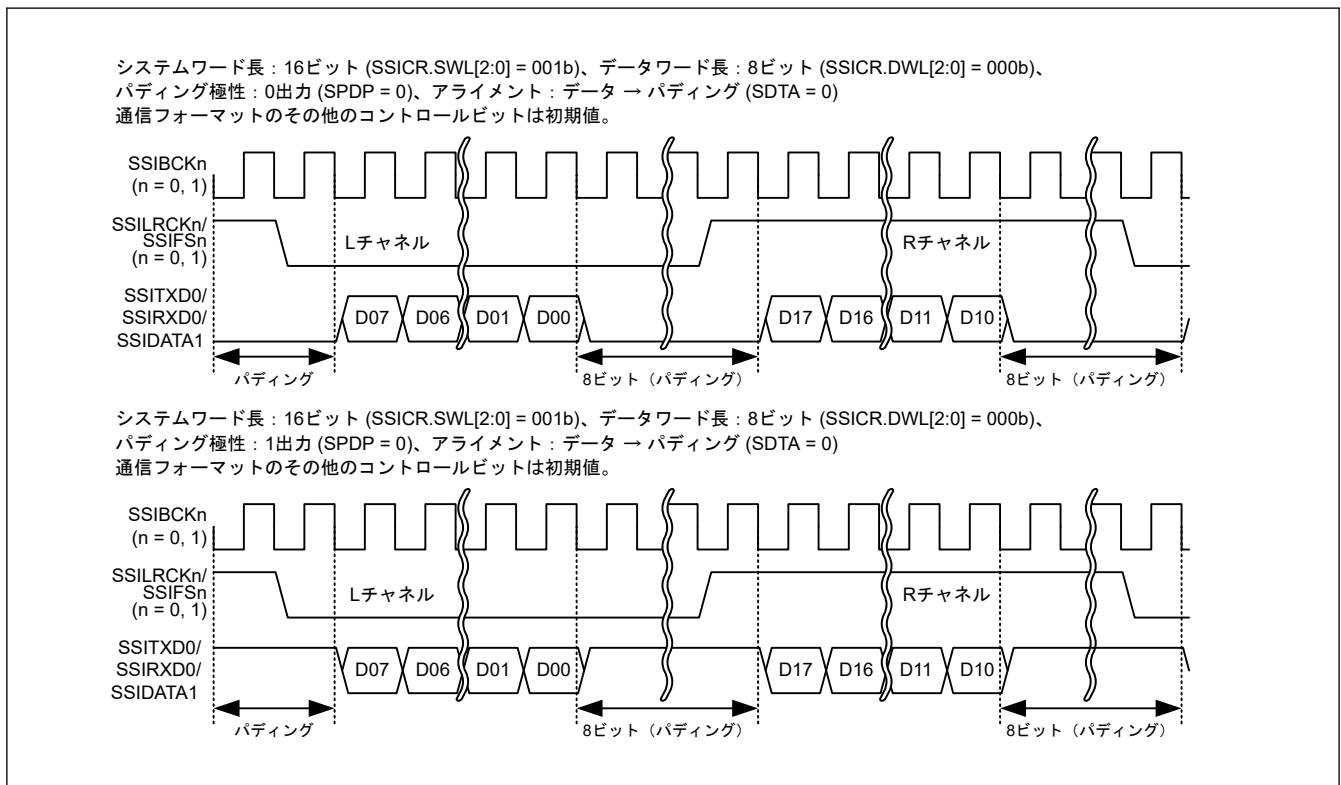 システムワード長：16ビット (SSICR.SWL[2:0] = 001b)、データワード長：8ビット (SSICR.DWL[2:0] = 000b)、
パディング極性：0出力 (SPDP = 0)、アライメント：データ → パディング (SDTA = 0)
通信フォーマットのその他のコントロールビットは初期値。
SSIBCKn
(n = 0, 1)
SSILRCKn/
SSIFSn
(n = 0, 1)
Lチャネル
Rチャネル
SSITXD0/
SSIRXD0/
SSIDATA1
D07 D06 D01 D00 D17 D16 D11 D10
パディング
8ビット（パディング）
8ビット（パディング）
システムワード長：16ビット (SSICR.SWL[2:0] = 001b)、データワード長：8ビット (SSICR.DWL[2:0] = 000b)、
パディング極性：1出力 (SPDP = 0)、アライメント：データ → パディング (SDTA = 0)
通信フォーマットのその他のコントロールビットは初期値。
SSIBCKn
(n = 0, 1)
SSILRCKn/
SSIFSn
(n = 0, 1)
Lチャネル
Rチャネル
SSITXD0/
SSIRXD0/
SSIDATA1
D07 D06 D01 D00 D17 D16 D11 D10
パディング
8ビット（パディング）
8ビット（パディング）